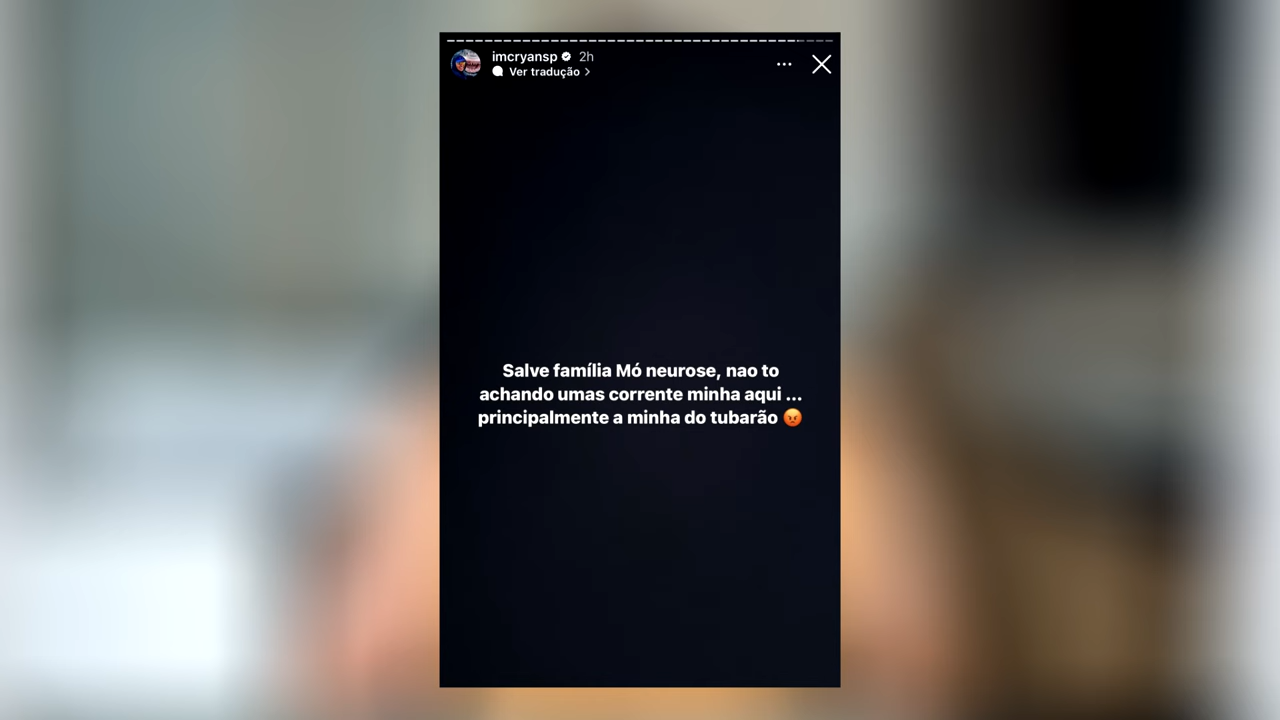 imcryansp 2h
Ver tradução
Salve família Mó neurose, nao to
achando umas corrente minha aqui ...
principalmente a minha do tubarão 😡